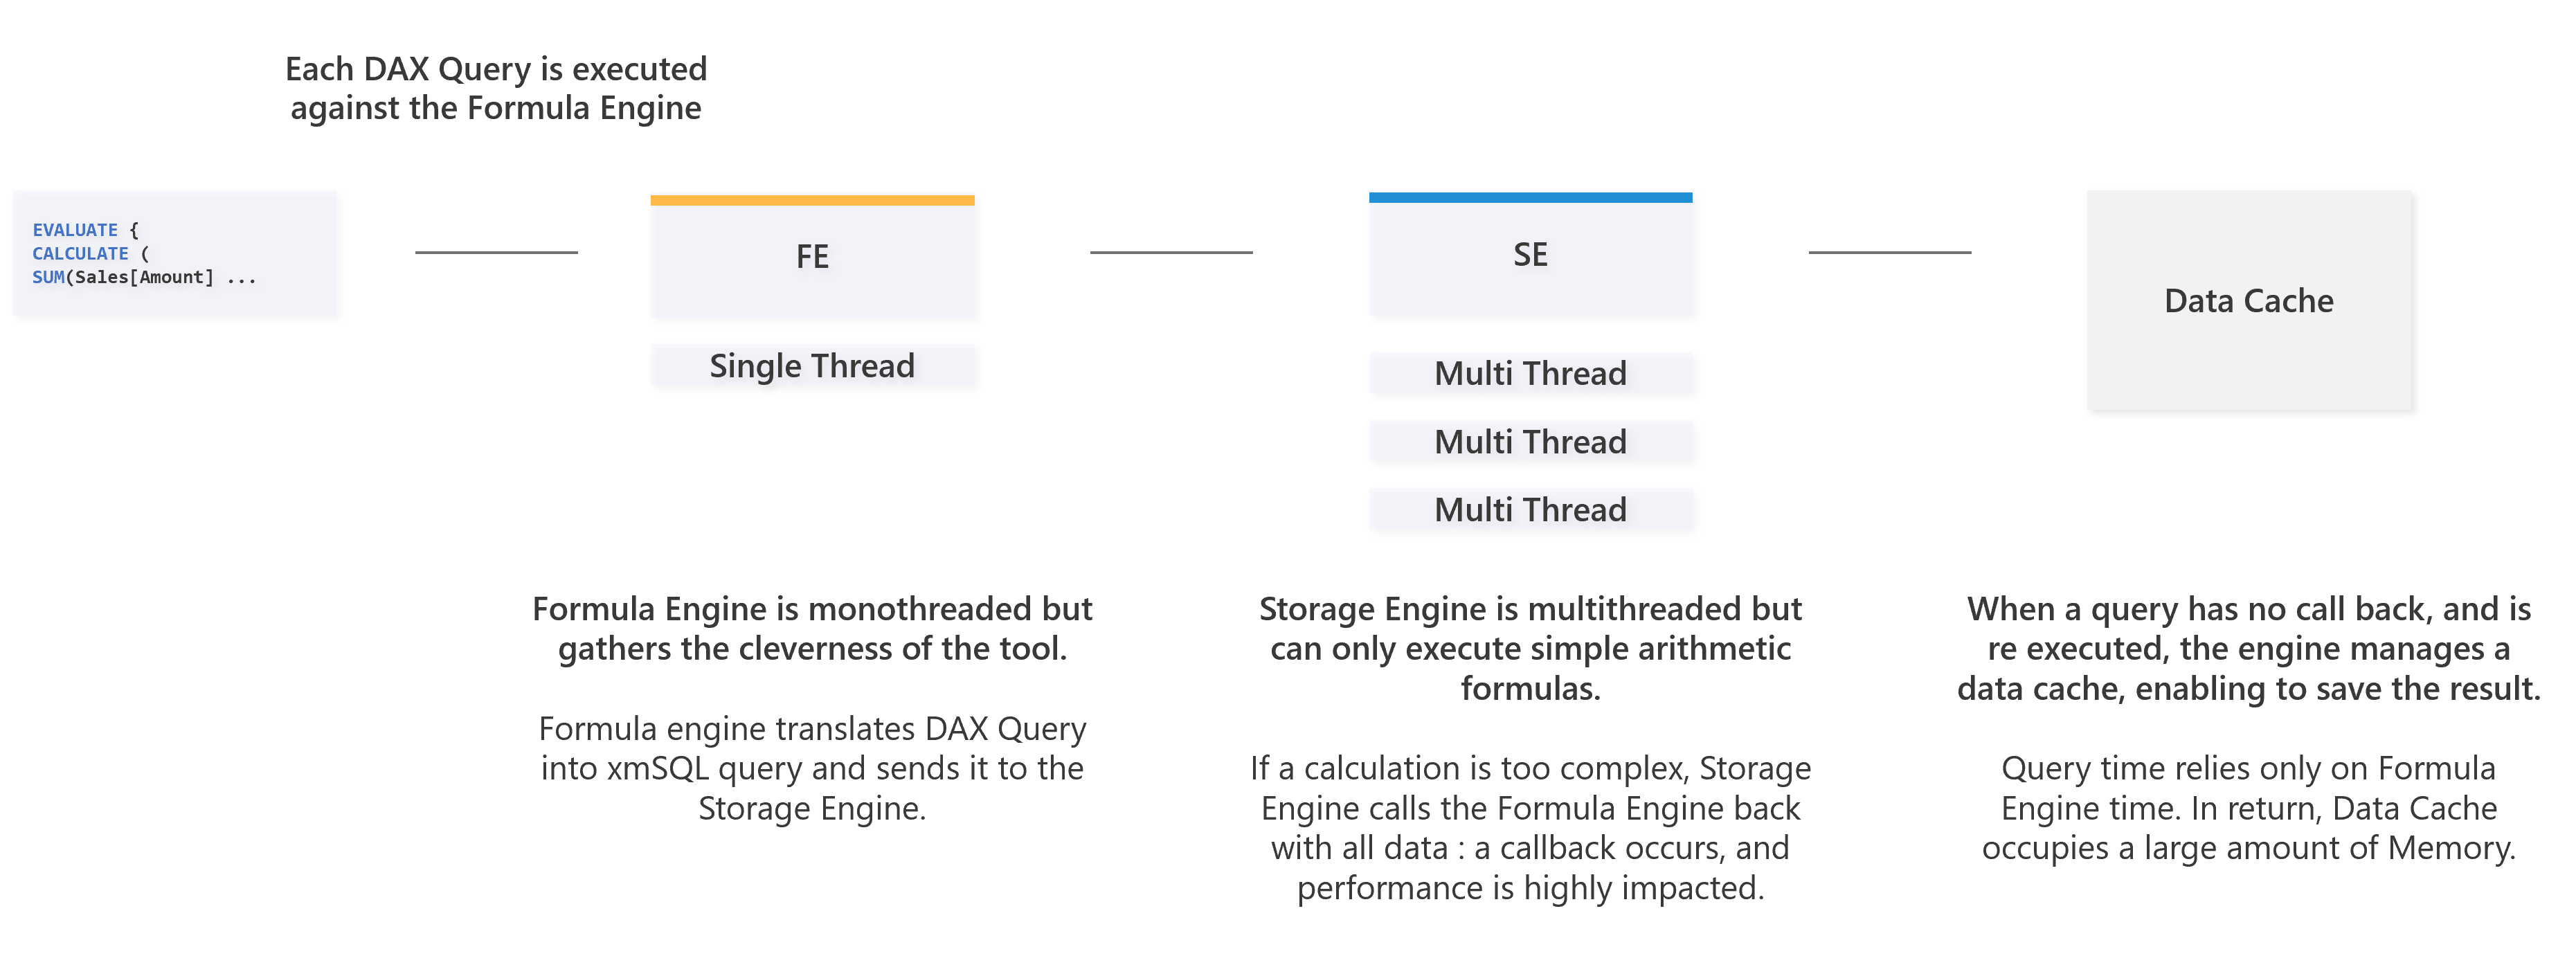 Each DAX Query is executed
against the Formula Engine
EVALUATE {
CALCULATE (
SUM(Sales[Amount] ...
FE
Single Thread
SE
Multi Thread
Multi Thread
Multi Thread
Data Cache
Formula Engine is monothreaded but
gathers the cleverness of the tool.
Formula engine translates DAX Query
into xmSQL query and sends it to the
Storage Engine.
Storage Engine is multithreaded but
can only execute simple arithmetic
formulas.
If a calculation is too complex, Storage
Engine calls the Formula Engine back
with all data : a callback occurs, and
performance is highly impacted.
When a query has no call back, and is
re executed, the engine manages a
data cache, enabling to save the result.
Query time relies only on Formula
Engine time. In return, Data Cache
occupies a large amount of Memory.